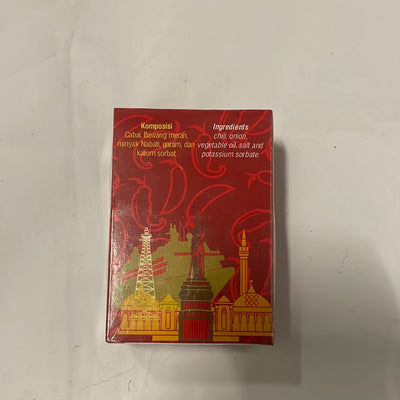 Komposisi
Cabai, Bawang merah,
minyak Nabati, garam, dan
kalium sorbat.
Ingredients
chili, onion,
vegetable oil, salt and
potassium sorbate.